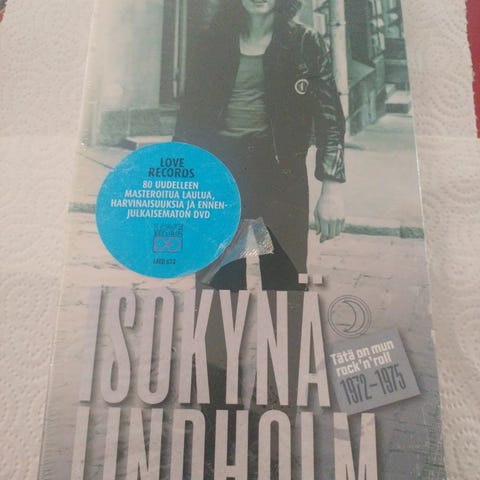 LOVE
RECORDS
80 UUDELLEEN
MASTEROITUA LAULUA,
HARVINAISUUKSIA JA ENNEN-
JULKAISEMATON DVD
ISOKYNÄ
LINDHOLM
Tätä on mun
rock'n'roll
1972–1975